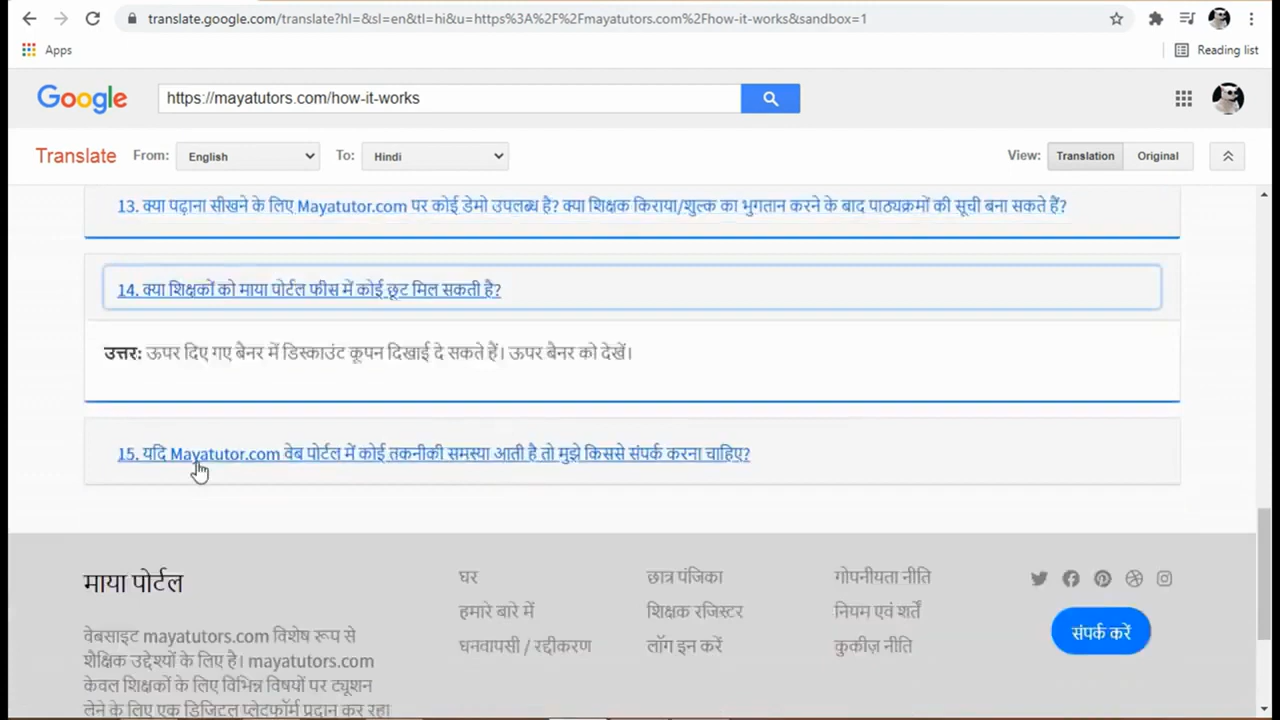 translate.google.com/translate?hl=&sl=en&tl=hi&u=https%3A%2F%2Fmayatutors.com%2Fhow-it-works&sandbox=1
Apps
Reading list
Google
https://mayatutors.com/how-it-works
Translate From: English To: Hindi View: Translation Original
13. क्या पढ़ाना सीखने के लिए Mayatutor.com पर कोई डेमो उपलब्ध है? क्या शिक्षक किराया/शुल्क का भुगतान करने के बाद पाठ्यक्रमों की सूची बना सकते हैं?
14. क्या शिक्षकों को माया पोर्टल फीस में कोई छूट मिल सकती है?
उत्तर: ऊपर दिए गए बैनर में डिस्काउंट कूपन दिखाई दे सकते हैं। ऊपर बैनर को देखें।
15. यदि Mayatutor.com वेब पोर्टल में कोई तकनीकी समस्या आती है तो मुझे किससे संपर्क करना चाहिए?
माया पोर्टल
वेबसाइट mayatutors.com विशेष रूप से
शैक्षिक उद्देश्यों के लिए है। mayatutors.com
केवल शिक्षकों के लिए विभिन्न विषयों पर ट्यूशन
लेने के लिए एक डिजिटल प्लेटफॉर्म प्रदान कर रहा
घर
हमारे बारे में
धनवापसी / रद्दीकरण
छात्र पंजिका
शिक्षक रजिस्टर
लॉग इन करें
गोपनीयता नीति
नियम एवं शर्तें
कुकीज़ नीति
संपर्क करें